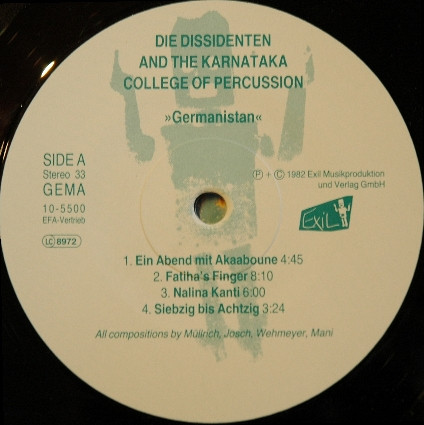 DIE DISSIDENTEN
AND THE KARNATAKA
COLLEGE OF PERCUSSION
»Germanistan«
SIDE A
Stereo 33
GEMA
10-5500
EFA-Vertrieb
LC 8972
Ⓟ + © 1982 Exil Musikproduktion
und Verlag GmbH
EXIL
1. Ein Abend mit Akaaboune 4:45
2. Fatiha's Finger 8:10
3. Nalina Kanti 6:00
4. Siebzig bis Achtzig 3:24
All compositions by Müllrich, Josch, Wehmeyer, Mani